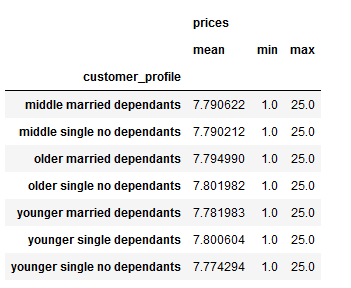 prices
mean min max
customer_profile
middle married dependants 7.790622 1.0 25.0
middle single no dependants 7.790212 1.0 25.0
older married dependants 7.794990 1.0 25.0
older single no dependants 7.801982 1.0 25.0
younger married dependants 7.781983 1.0 25.0
younger single dependants 7.800604 1.0 25.0
younger single no dependants 7.774294 1.0 25.0